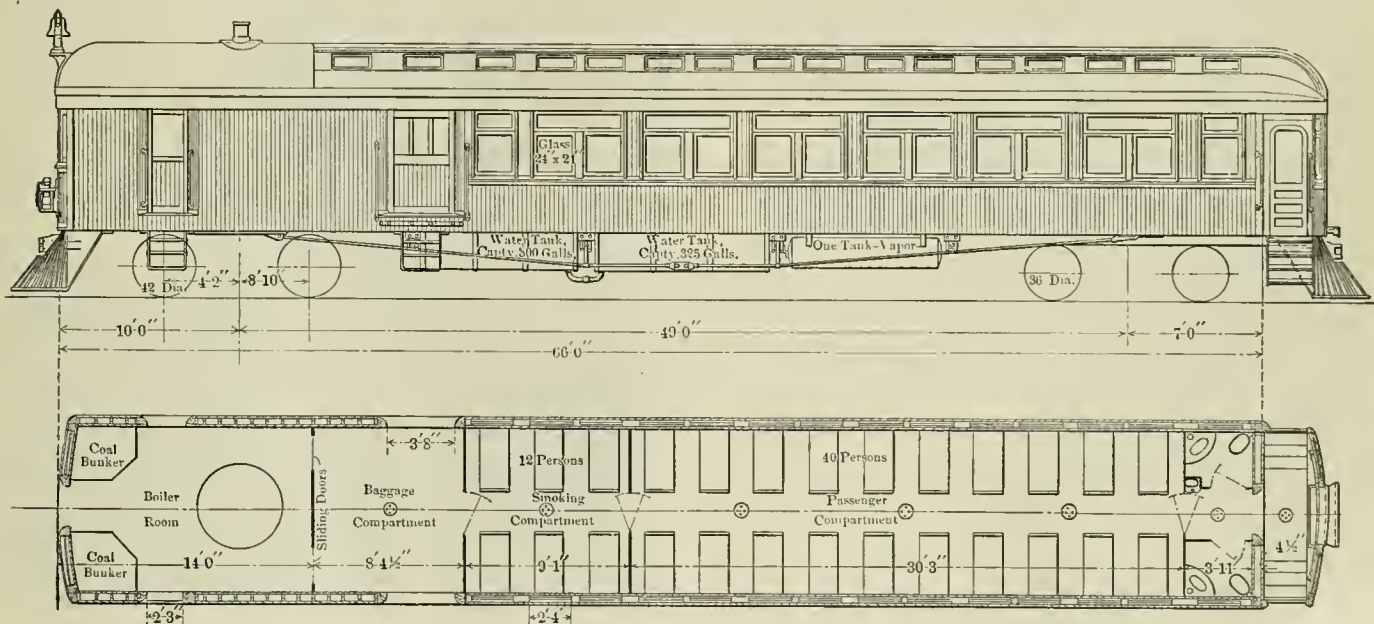 Glass
24" x 21"
Water Tank,
Capty. 300 Galls.
Water Tank,
Capty. 325 Galls.
One Tank-Vapor
42 Dia.
4'-2"
8'-10"
36 Dia.
10'0"
49'0"
7'0"
66'0"
Coal
Bunker
3'8"
12 Persons
40 Persons
Boiler
Room
Sliding Doors
Baggage
Compartment
Smoking
Compartment
Passenger
Compartment
Coal
Bunker
14'0"
8'4½"
9'1"
30'3"
3'11"
2'3"
2'4"